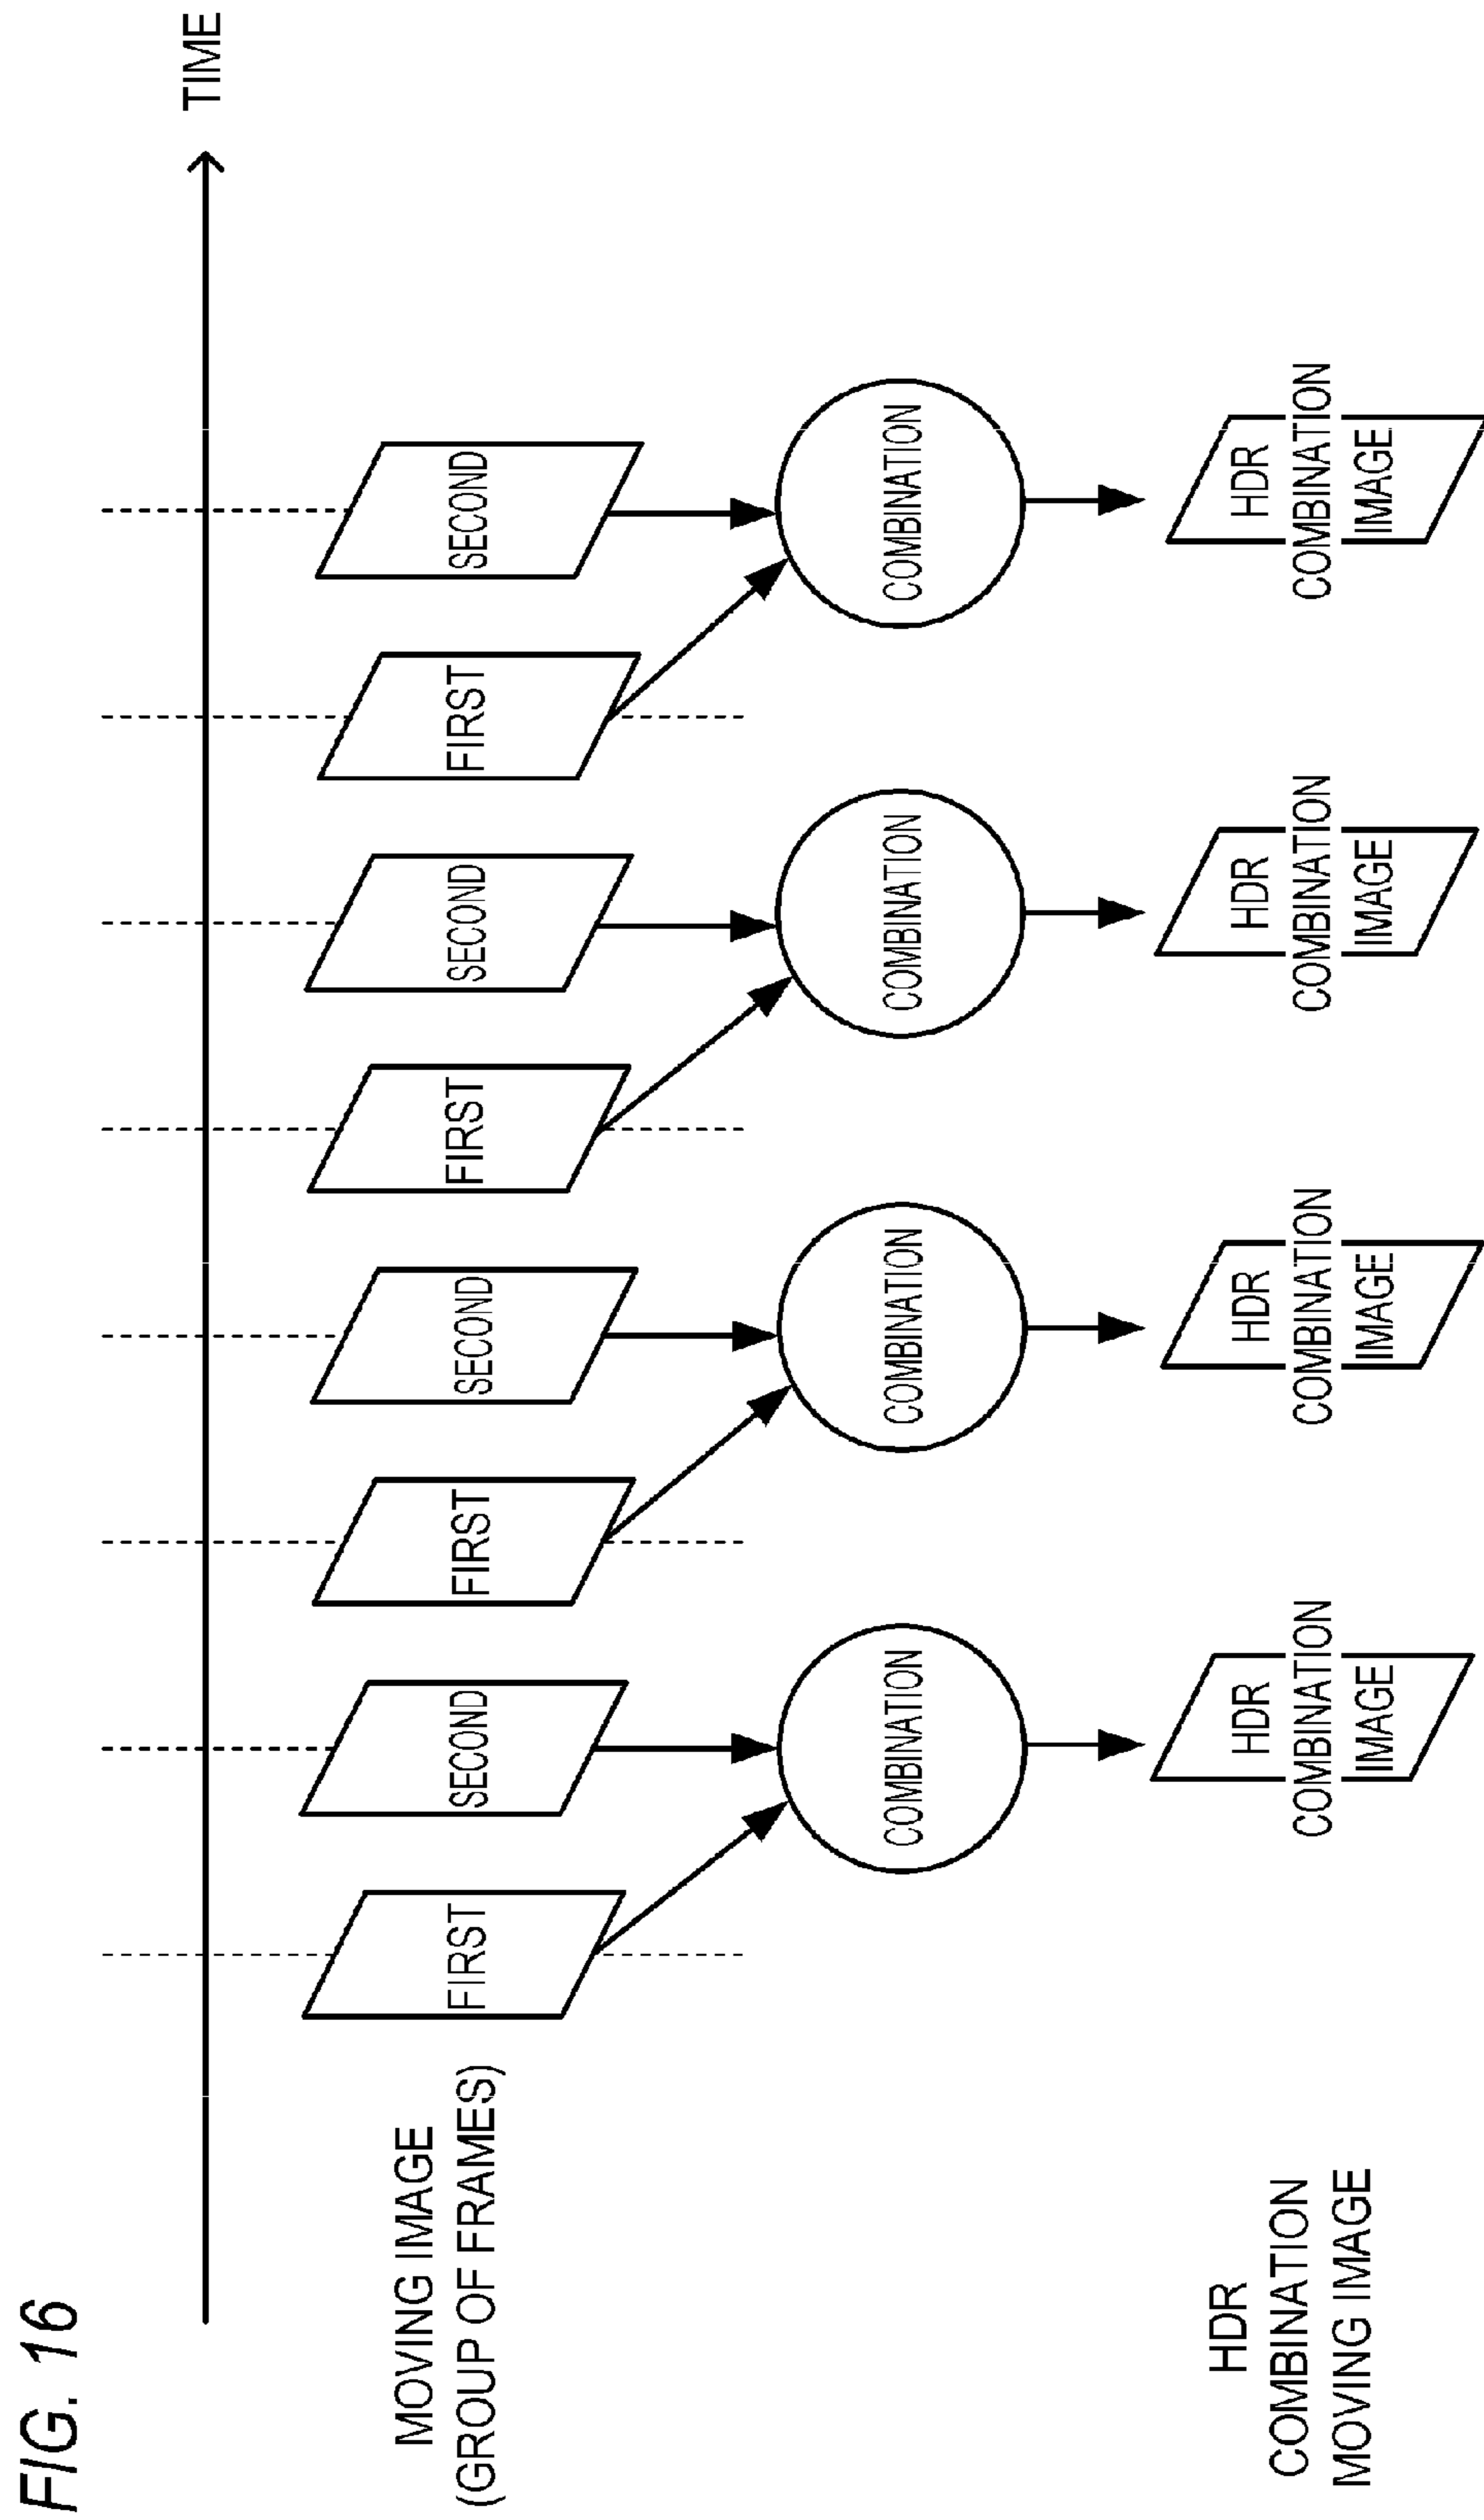 FIG. 16
TIME
MOVING IMAGE
(GROUP OF FRAMES)
FIRST
SECOND
FIRST
SECOND
FIRST
SECOND
FIRST
SECOND
COMBINATION
COMBINATION
COMBINATION
COMBINATION
HDR
COMBINATION
MOVING IMAGE
HDR
COMBINATION
IMAGE
HDR
COMBINATION
IMAGE
HDR
COMBINATION
IMAGE
HDR
COMBINATION
IMAGE